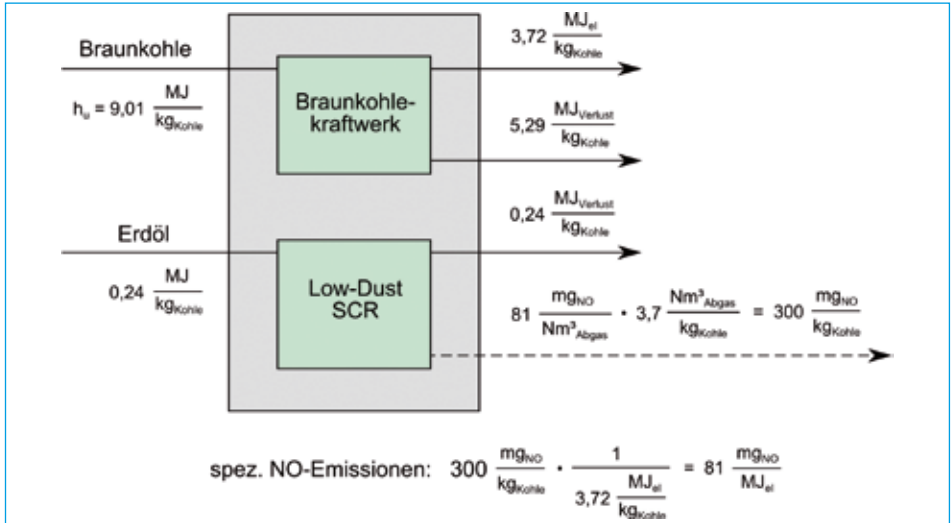 Braunkohle
h_u = 9,01 MJ/kg_Kohle
Braunkohle-
kraftwerk
3,72 MJ_el/kg_Kohle
5,29 MJ_Verlust/kg_Kohle
0,24 MJ_Verlust/kg_Kohle
Erdöl
0,24 MJ/kg_Kohle
Low-Dust
SCR
81 mg_NO/Nm³_Abgas · 3,7 Nm³_Abgas/kg_Kohle = 300 mg_NO/kg_Kohle
spez. NO-Emissionen: 300 mg_NO/kg_Kohle · 1/(3,72 MJ_el/kg_Kohle) = 81 mg_NO/MJ_el